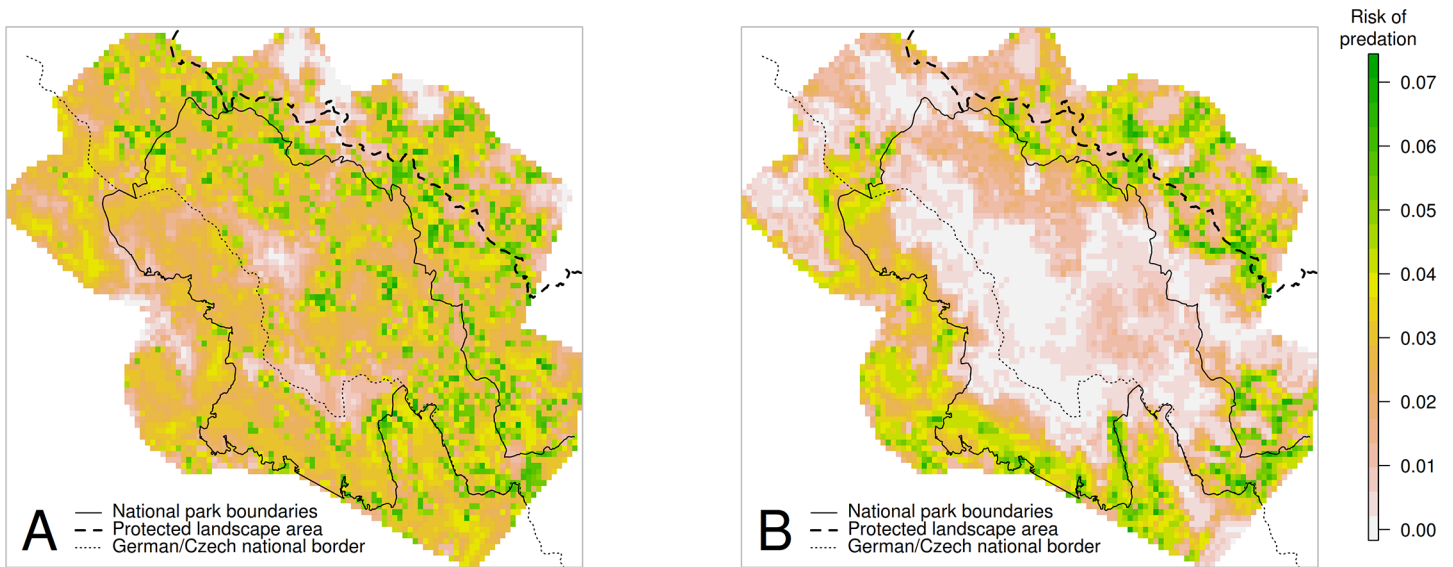 Risk of
predation
0.07
0.06
0.05
0.04
0.03
0.02
0.01
0.00
A
National park boundaries
Protected landscape area
German/Czech national border
B
National park boundaries
Protected landscape area
German/Czech national border